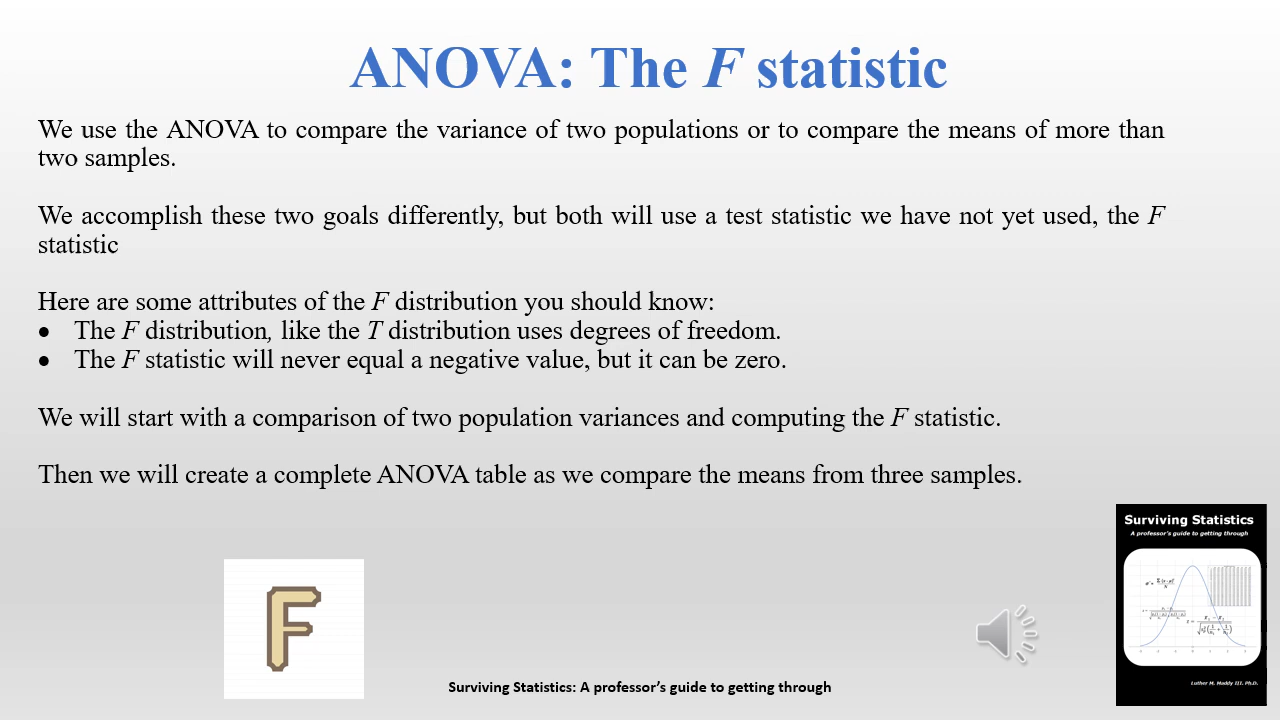 ANOVA: The F statistic
We use the ANOVA to compare the variance of two populations or to compare the means of more than
two samples.
We accomplish these two goals differently, but both will use a test statistic we have not yet used, the F
statistic
Here are some attributes of the F distribution you should know:
• The F distribution, like the T distribution uses degrees of freedom.
• The F statistic will never equal a negative value, but it can be zero.
We will start with a comparison of two population variances and computing the F statistic.
Then we will create a complete ANOVA table as we compare the means from three samples.
F
Surviving Statistics: A professor's guide to getting through
Surviving Statistics
A professor's guide to getting through
Luther M. Maddy III, Ph.D.